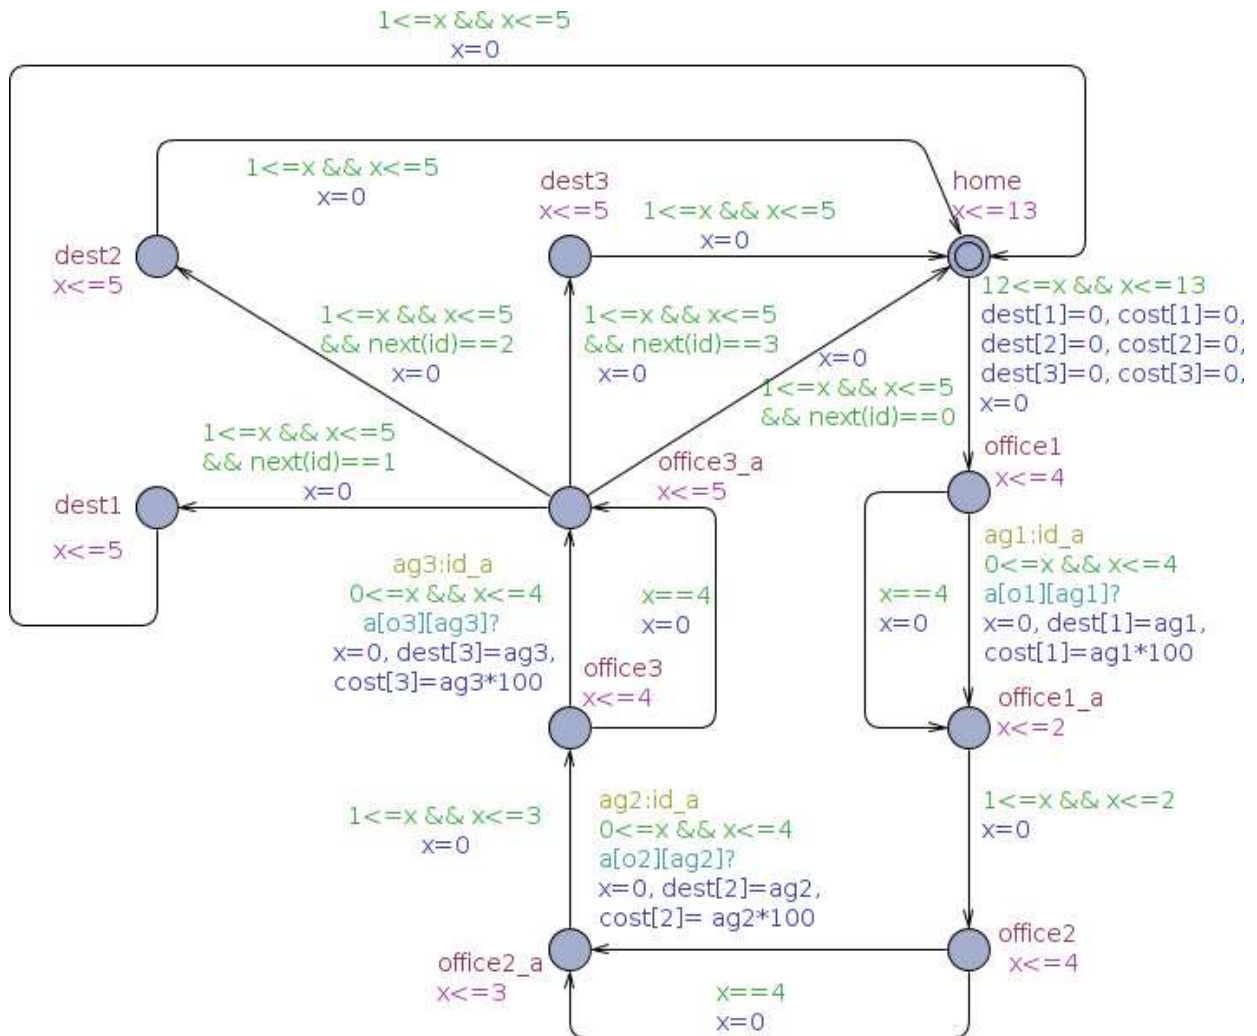 1<=x && x<=5
x=0
1<=x && x<=5
x=0
dest3
x<=5
1<=x && x<=5
x=0
home
x<=13
dest2
x<=5
12<=x && x<=13
dest[1]=0, cost[1]=0,
dest[2]=0, cost[2]=0,
dest[3]=0, cost[3]=0,
x=0
1<=x && x<=5
&& next(id)==2
x=0
1<=x && x<=5
&& next(id)==3
x=0
x=0
1<=x && x<=5
&& next(id)==0
1<=x && x<=5
&& next(id)==1
x=0
office3_a
x<=5
office1
x<=4
dest1
x<=5
ag3:id_a
0<=x && x<=4
a[o3][ag3]?
x=0, dest[3]=ag3,
cost[3]=ag3*100
x==4
x=0
x==4
x=0
ag1:id_a
0<=x && x<=4
a[o1][ag1]?
x=0, dest[1]=ag1,
cost[1]=ag1*100
office3
x<=4
office1_a
x<=2
1<=x && x<=3
x=0
ag2:id_a
0<=x && x<=4
a[o2][ag2]?
x=0, dest[2]=ag2,
cost[2]= ag2*100
1<=x && x<=2
x=0
office2_a
x<=3
office2
x<=4
x==4
x=0